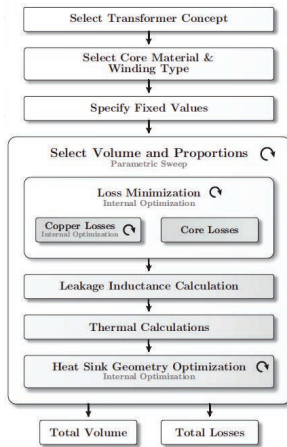 Select Transformer Concept
Select Core Material &
Winding Type
Specify Fixed Values
Select Volume and Proportions
Parametric Sweep
Loss Minimization
Internal Optimization
Copper Losses
Internal Optimization
Core Losses
Leakage Inductance Calculation
Thermal Calculations
Heat Sink Geometry Optimization
Internal Optimization
Total Volume
Total Losses